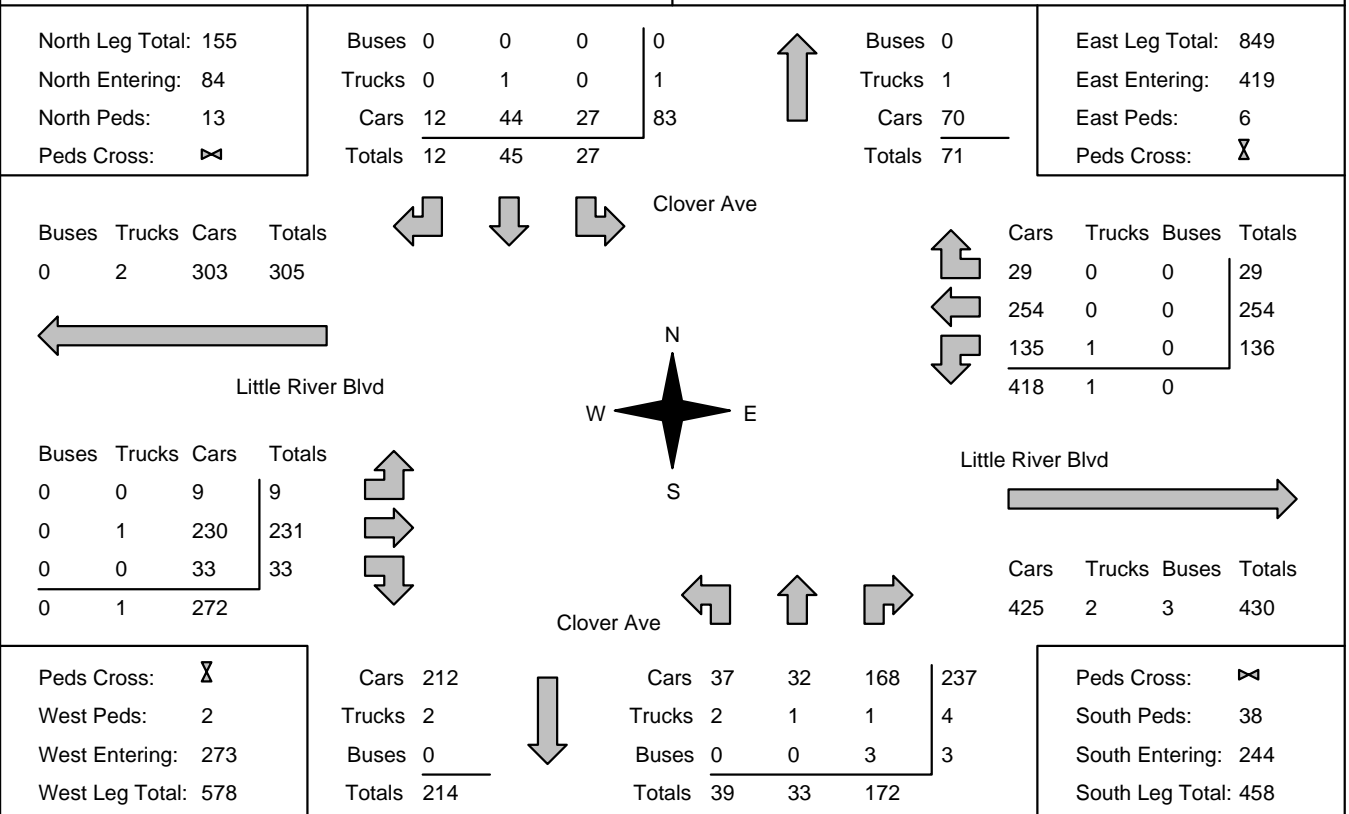 North Leg Total: 155
North Entering: 84
North Peds: 13
Peds Cross:
Buses 0 0 0 0
Trucks 0 1 0 1
Cars 12 44 27 83
Totals 12 45 27
Buses 0
Trucks 1
Cars 70
Totals 71
East Leg Total: 849
East Entering: 419
East Peds: 6
Peds Cross:
Clover Ave
Buses Trucks Cars Totals
0 2 303 305
Cars Trucks Buses Totals
29 0 0 29
254 0 0 254
135 1 0 136
418 1 0
Little River Blvd
N
W E
S
Buses Trucks Cars Totals
0 0 9 9
0 1 230 231
0 0 33 33
0 1 272
Little River Blvd
Cars Trucks Buses Totals
425 2 3 430
Clover Ave
Peds Cross:
West Peds: 2
West Entering: 273
West Leg Total: 578
Cars 212
Trucks 2
Buses 0
Totals 214
Cars 37 32 168 237
Trucks 2 1 1 4
Buses 0 0 3 3
Totals 39 33 172
Peds Cross:
South Peds: 38
South Entering: 244
South Leg Total: 458